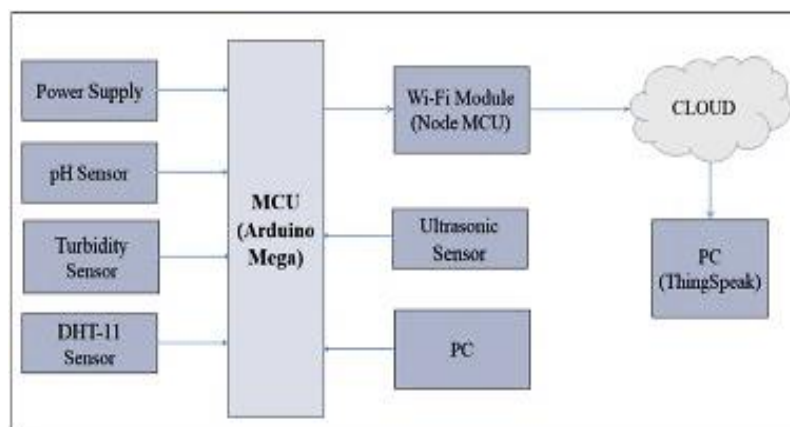 Power Supply
pH Sensor
Turbidity
Sensor
DHT-11
Sensor
MCU
(Arduino
Mega)
Wi-Fi Module
(Node MCU)
Ultrasonic
Sensor
PC
CLOUD
PC
(ThingSpeak)